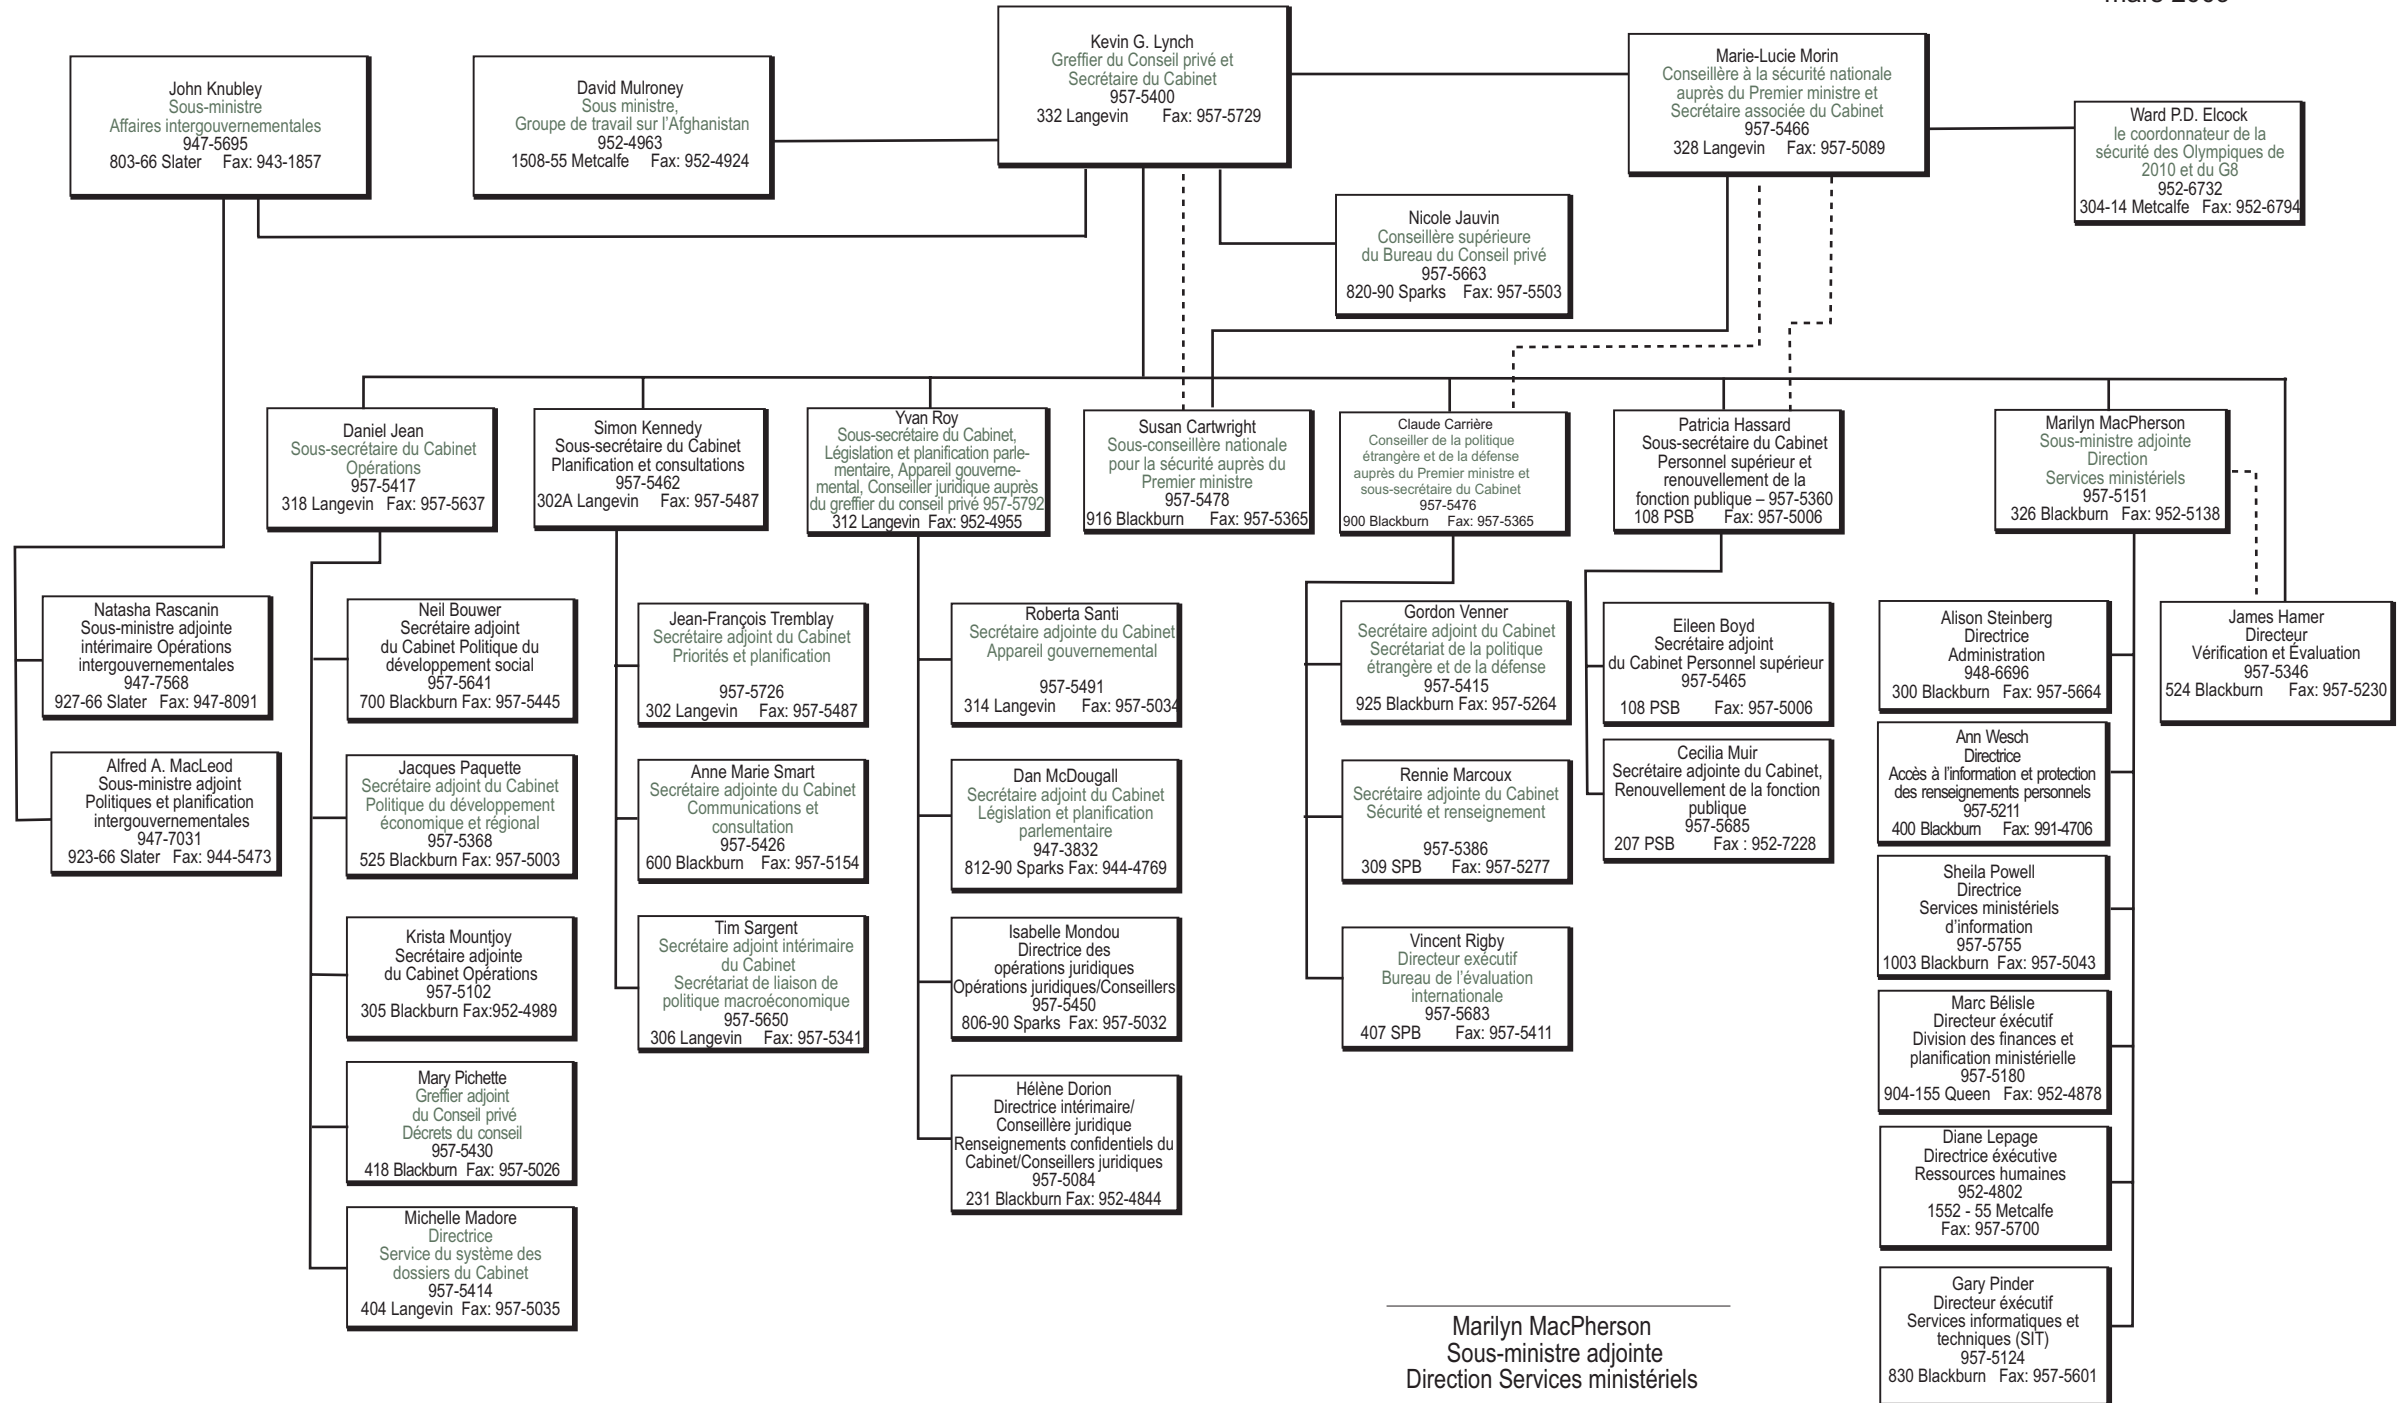 Kevin G. Lynch
Greffier du Conseil privé et
Secrétaire du Cabinet
957-5400
332 Langevin Fax: 957-5729
John Knubley
Sous-ministre
Affaires intergouvernementales
947-5695
803-66 Slater Fax: 943-1857
David Mulroney
Sous ministre,
Groupe de travail sur l'Afghanistan
952-4963
1508-55 Metcalfe Fax: 952-4924
Marie-Lucie Morin
Conseillère à la sécurité nationale
auprès du Premier ministre et
Secrétaire associée du Cabinet
957-5466
328 Langevin Fax: 957-5089
Ward P.D. Elcock
le coordonnateur de la
sécurité des Olympiques de
2010 et du G8
952-6732
304-14 Metcalfe Fax: 952-6794
Nicole Jauvin
Conseillère supérieure
du Bureau du Conseil privé
957-5663
820-90 Sparks Fax: 957-5503
Daniel Jean
Sous-secrétaire du Cabinet
Opérations
957-5417
318 Langevin Fax: 957-5637
Simon Kennedy
Sous-secrétaire du Cabinet
Planification et consultations
957-5462
302A Langevin Fax: 957-5487
Yvan Roy
Sous-secrétaire du Cabinet,
Législation et planification parle-
mentaire, Appareil gouverne-
mental, Conseiller juridique auprès
du greffier du conseil privé 957-5792
312 Langevin Fax: 952-4955
Susan Cartwright
Sous-conseillère nationale
pour la sécurité auprès du
Premier ministre
957-5478
916 Blackburn Fax: 957-5365
Claude Carrière
Conseiller de la politique
étrangère et de la défense
auprès du Premier ministre et
sous-secrétaire du Cabinet
957-5476
900 Blackburn Fax: 957-5365
Patricia Hassard
Sous-secrétaire du Cabinet
Personnel supérieur et
renouvellement de la
fonction publique – 957-5360
108 PSB Fax: 957-5006
Marilyn MacPherson
Sous-ministre adjointe
Direction
Services ministériels
957-5151
326 Blackburn Fax: 952-5138
Natasha Rascanin
Sous-ministre adjointe
intérimaire Opérations
intergouvernementales
947-7568
927-66 Slater Fax: 947-8091
Alfred A. MacLeod
Sous-ministre adjoint
Politiques et planification
intergouvernementales
947-7031
923-66 Slater Fax: 944-5473
Neil Bouwer
Secrétaire adjoint
du Cabinet Politique du
développement social
957-5641
700 Blackburn Fax: 957-5445
Jacques Paquette
Secrétaire adjoint du Cabinet
Politique du développement
économique et régional
957-5368
525 Blackburn Fax: 957-5003
Krista Mountjoy
Secrétaire adjointe
du Cabinet Opérations
957-5102
305 Blackburn Fax:952-4989
Mary Pichette
Greffier adjoint
du Conseil privé
Décrets du conseil
957-5430
418 Blackburn Fax: 957-5026
Michelle Madore
Directrice
Service du système des
dossiers du Cabinet
957-5414
404 Langevin Fax: 957-5035
Jean-François Tremblay
Secrétaire adjoint du Cabinet
Priorités et planification
957-5726
302 Langevin Fax: 957-5487
Anne Marie Smart
Secrétaire adjointe du Cabinet
Communications et
consultation
957-5426
600 Blackburn Fax: 957-5154
Tim Sargent
Secrétaire adjoint intérimaire
du Cabinet
Secrétariat de liaison de
politique macroéconomique
957-5650
306 Langevin Fax: 957-5341
Roberta Santi
Secrétaire adjointe du Cabinet
Appareil gouvernemental
957-5491
314 Langevin Fax: 957-5034
Dan McDougall
Secrétaire adjoint du Cabinet
Législation et planification
parlementaire
947-3832
812-90 Sparks Fax: 944-4769
Isabelle Mondou
Directrice des
opérations juridiques
Opérations juridiques/Conseillers
957-5450
806-90 Sparks Fax: 957-5032
Hélène Dorion
Directrice intérimaire/
Conseillère juridique
Renseignements confidentiels du
Cabinet/Conseillers juridiques
957-5084
231 Blackburn Fax: 952-4844
Gordon Venner
Secrétaire adjoint du Cabinet
Secrétariat de la politique
étrangère et de la défense
957-5415
925 Blackburn Fax: 957-5264
Rennie Marcoux
Secrétaire adjointe du Cabinet
Sécurité et renseignement
957-5386
309 SPB Fax: 957-5277
Vincent Rigby
Directeur exécutif
Bureau de l'évaluation
internationale
957-5683
407 SPB Fax: 957-5411
Eileen Boyd
Secrétaire adjoint
du Cabinet Personnel supérieur
957-5465
108 PSB Fax: 957-5006
Cecilia Muir
Secrétaire adjointe du Cabinet,
Renouvellement de la fonction
publique
957-5685
207 PSB Fax : 952-7228
Alison Steinberg
Directrice
Administration
948-6696
300 Blackburn Fax: 957-5664
Ann Wesch
Directrice
Accès à l'information et protection
des renseignements personnels
957-5211
400 Blackburn Fax: 991-4706
Sheila Powell
Directrice
Services ministériels
d'information
957-5755
1003 Blackburn Fax: 957-5043
Marc Bélisle
Directeur éxécutif
Division des finances et
planification ministérielle
957-5180
904-155 Queen Fax: 952-4878
Diane Lepage
Directrice éxécutive
Ressources humaines
952-4802
1552 - 55 Metcalfe
Fax: 957-5700
Gary Pinder
Directeur éxécutif
Services informatiques et
techniques (SIT)
957-5124
830 Blackburn Fax: 957-5601
James Hamer
Directeur
Vérification et Évaluation
957-5346
524 Blackburn Fax: 957-5230
Marilyn MacPherson
Sous-ministre adjointe
Direction Services ministériels